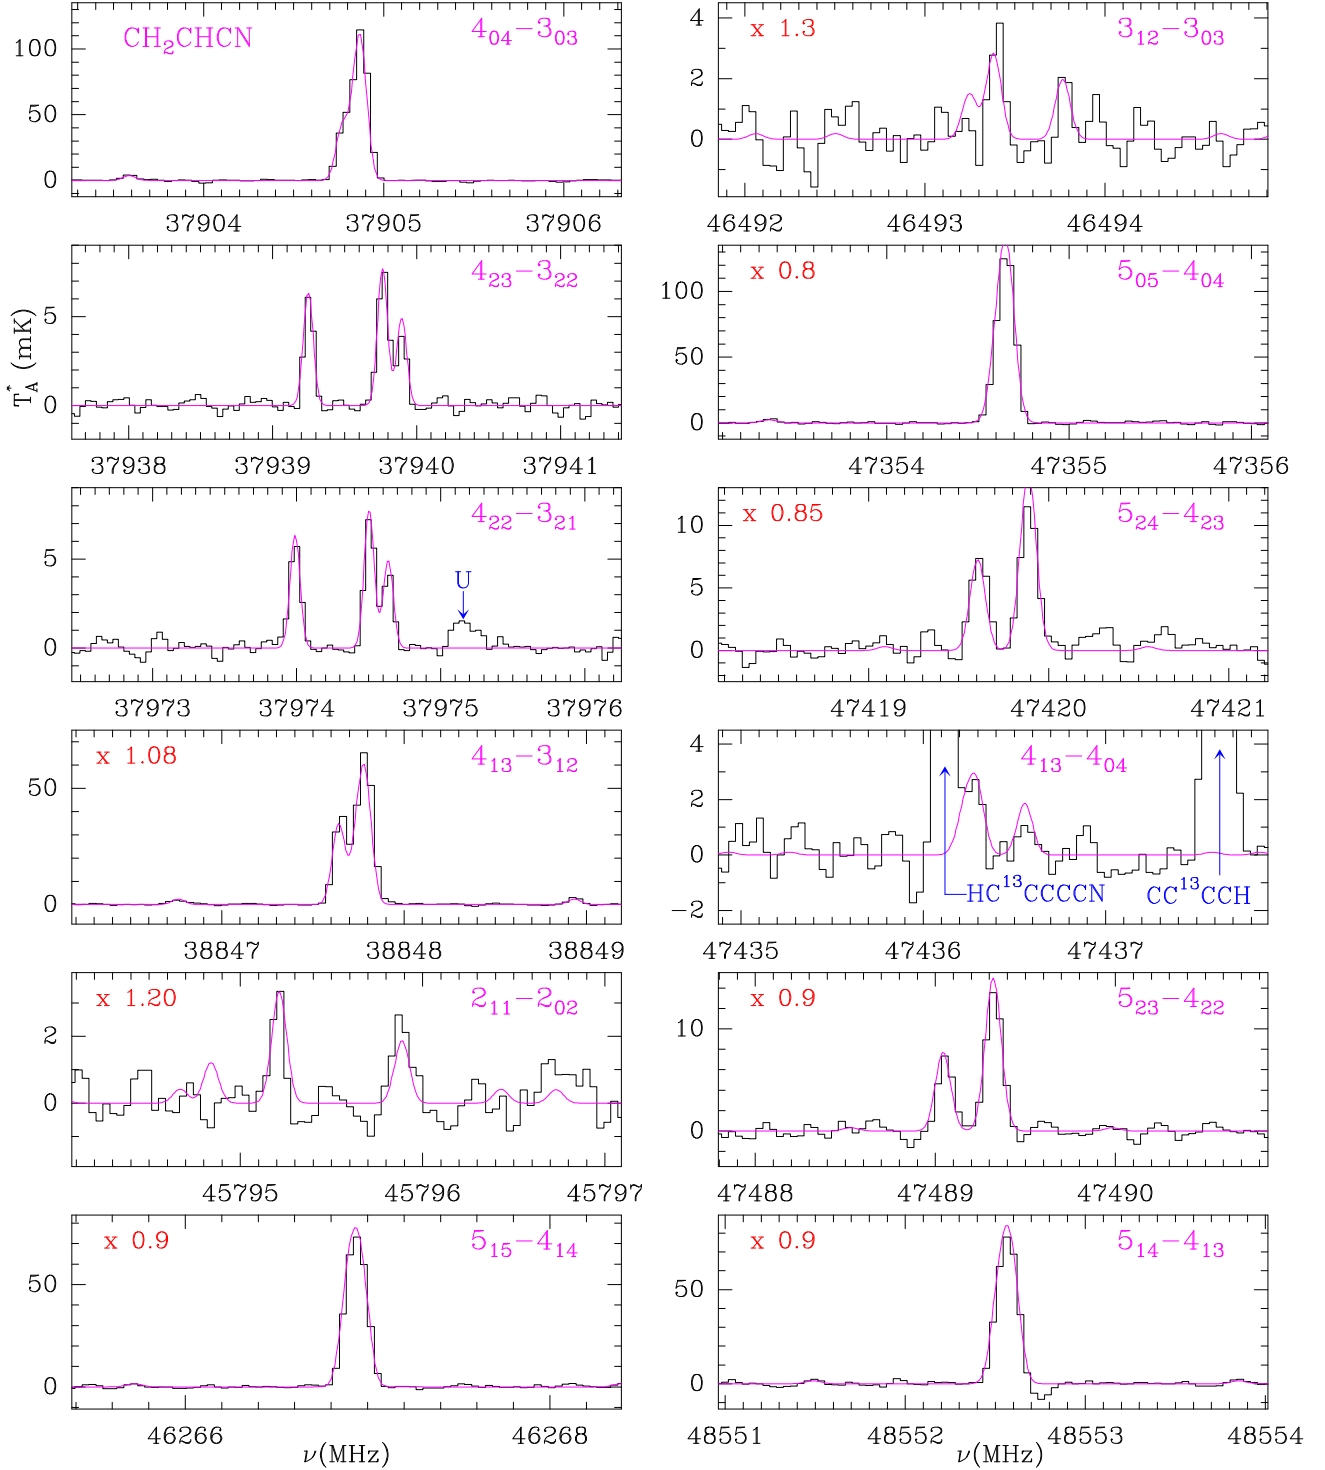 CH₂CHCN 4₀₄−3₀₃
100
50
0
37904 37905 37906
x 1.3 3₁₂−3₀₃
4
2
0
46492 46493 46494
4₂₃−3₂₂
5
0
T*A (mK)
37938 37939 37940 37941
x 0.8 5₀₅−4₀₄
100
50
0
47354 47355 47356
4₂₂−3₂₁
U
5
0
37973 37974 37975 37976
x 0.85 5₂₄−4₂₃
10
5
0
47419 47420 47421
x 1.08 4₁₃−3₁₂
50
0
38847 38848 38849
4₁₃−4₀₄
4
2
0
−2
HC¹³CCCCN CC¹³CCH
47435 47436 47437
x 1.20 2₁₁−2₀₂
2
0
45795 45796 45797
x 0.9 5₂₃−4₂₂
10
0
47488 47489 47490
x 0.9 5₁₅−4₁₄
50
0
46266 46268
ν(MHz)
x 0.9 5₁₄−4₁₃
50
0
48551 48552 48553 48554
ν(MHz)